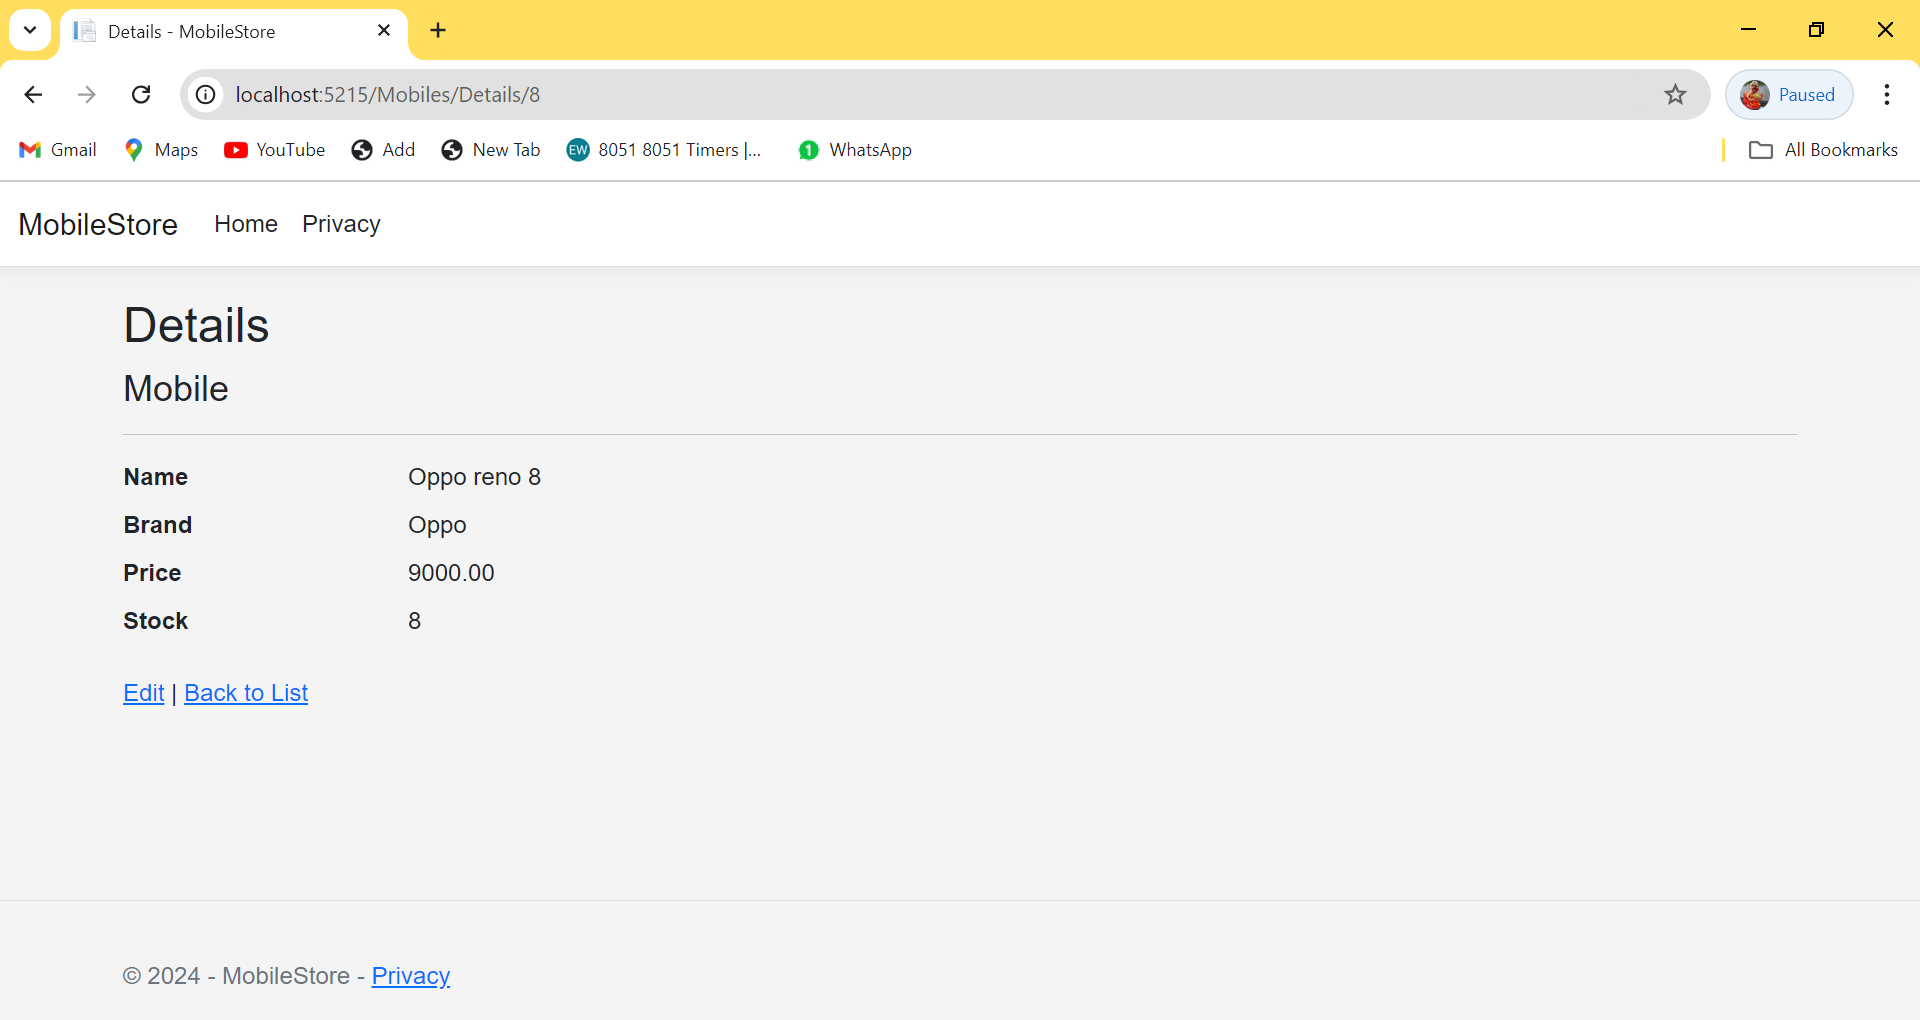 Details - MobileStore
localhost:5215/Mobiles/Details/8
Paused
Gmail
Maps
YouTube
Add
New Tab
EW 8051 8051 Timers |...
1 WhatsApp
All Bookmarks
MobileStore Home Privacy
Details
Mobile
Name Oppo reno 8
Brand Oppo
Price 9000.00
Stock 8
Edit | Back to List
© 2024 - MobileStore - Privacy